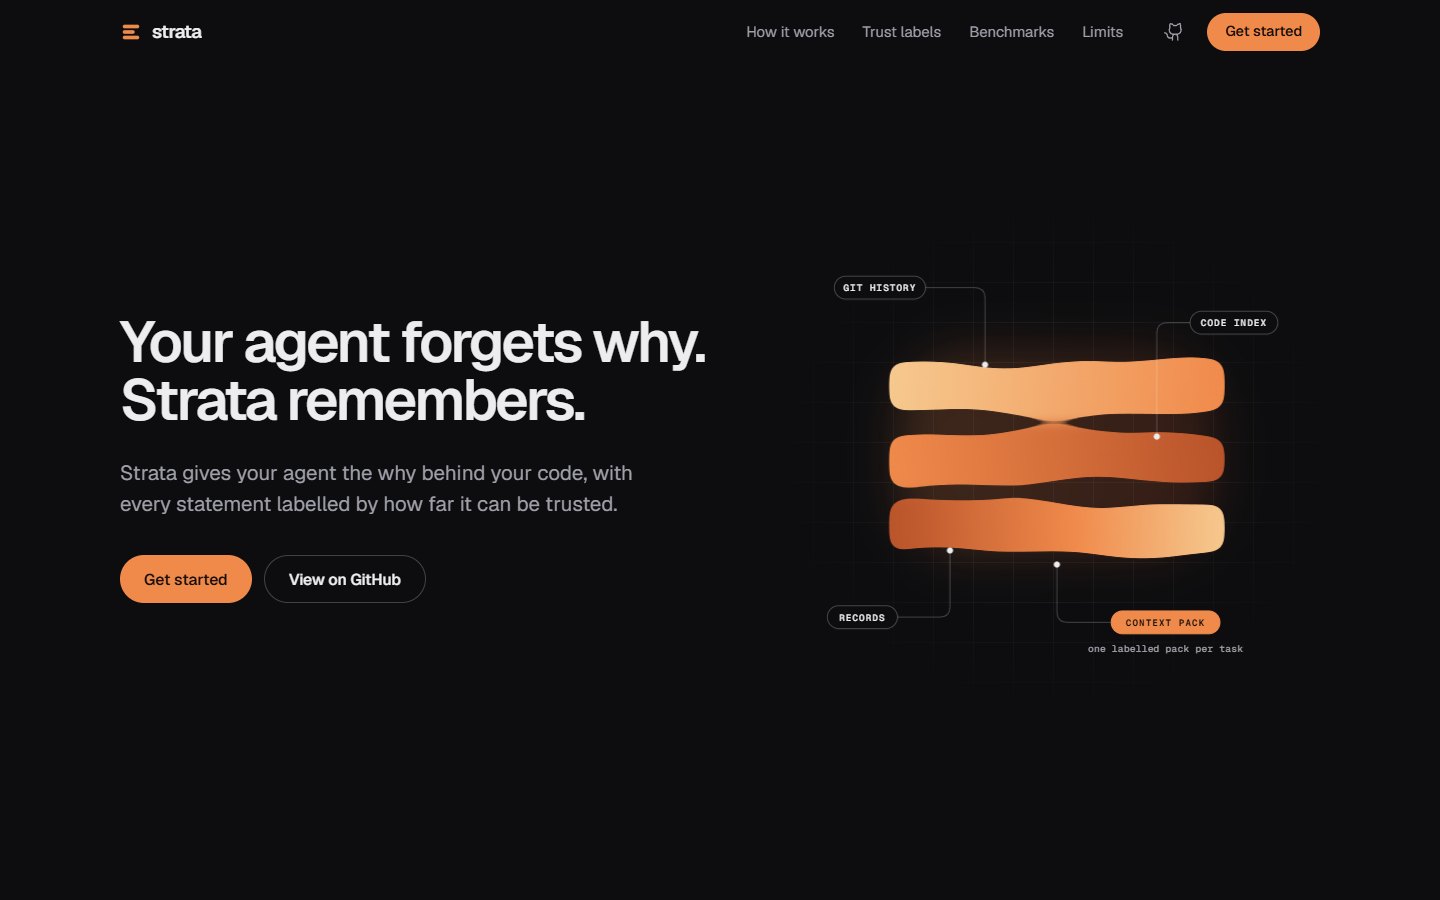 strata
How it works
Trust labels
Benchmarks
Limits
Get started
Your agent forgets why.
Strata remembers.
Strata gives your agent the why behind your code, with
every statement labelled by how far it can be trusted.
Get started
View on GitHub
GIT HISTORY
CODE INDEX
RECORDS
CONTEXT PACK
one labelled pack per task